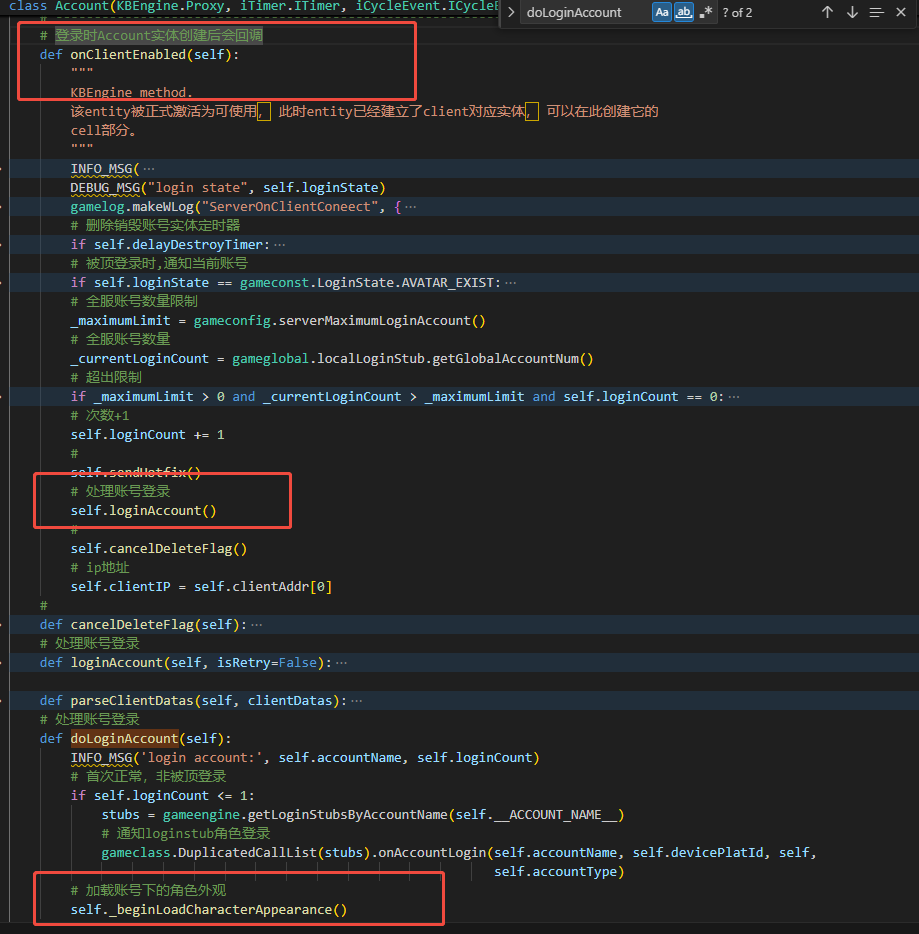 class Account(KBEngine.Proxy, iTimer.ITimer, iCycleEvent.ICycleE
doLoginAccount Aa ab .* ? of 2
# 登录时Account实体创建后会回调
def onClientEnabled(self):
"""
KBEngine method.
该entity被正式激活为可使用， 此时entity已经建立了client对应实体， 可以在此创建它的
cell部分。
"""
INFO_MSG(…
DEBUG_MSG("login state", self.loginState)
gamelog.makeWLog("ServerOnClientConeect", {…
# 删除销毁账号实体定时器
if self.delayDestroyTimer:…
# 被顶登录时,通知当前账号
if self.loginState == gameconst.LoginState.AVATAR_EXIST:…
# 全服账号数量限制
_maximumLimit = gameconfig.serverMaximumLoginAccount()
# 全服账号数量
_currentLoginCount = gameglobal.localLoginStub.getGlobalAccountNum()
# 超出限制
if _maximumLimit > 0 and _currentLoginCount > _maximumLimit and self.loginCount == 0:…
# 次数+1
self.loginCount += 1
#
self.sendHotfix()
# 处理账号登录
self.loginAccount()
#
self.cancelDeleteFlag()
# ip地址
self.clientIP = self.clientAddr[0]
#
def cancelDeleteFlag(self):…
# 处理账号登录
def loginAccount(self, isRetry=False):…
def parseClientDatas(self, clientDatas):…
# 处理账号登录
def doLoginAccount(self):
INFO_MSG('login account:', self.accountName, self.loginCount)
# 首次正常，非被顶登录
if self.loginCount <= 1:
stubs = gameengine.getLoginStubsByAccountName(self.__ACCOUNT_NAME__)
# 通知loginstub角色登录
gameclass.DuplicatedCallList(stubs).onAccountLogin(self.accountName, self.devicePlatId, self,
self.accountType)
# 加载账号下的角色外观
self._beginLoadCharacterAppearance()